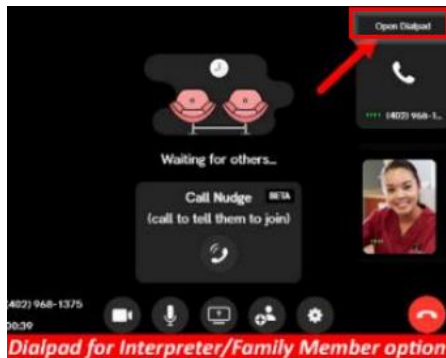 Open Dialpad
(402) 968-1...
Waiting for others...
Call Nudge BETA
(call to tell them to join)
(402) 968-1375
00:39
Dialpad for Interpreter/Family Member option